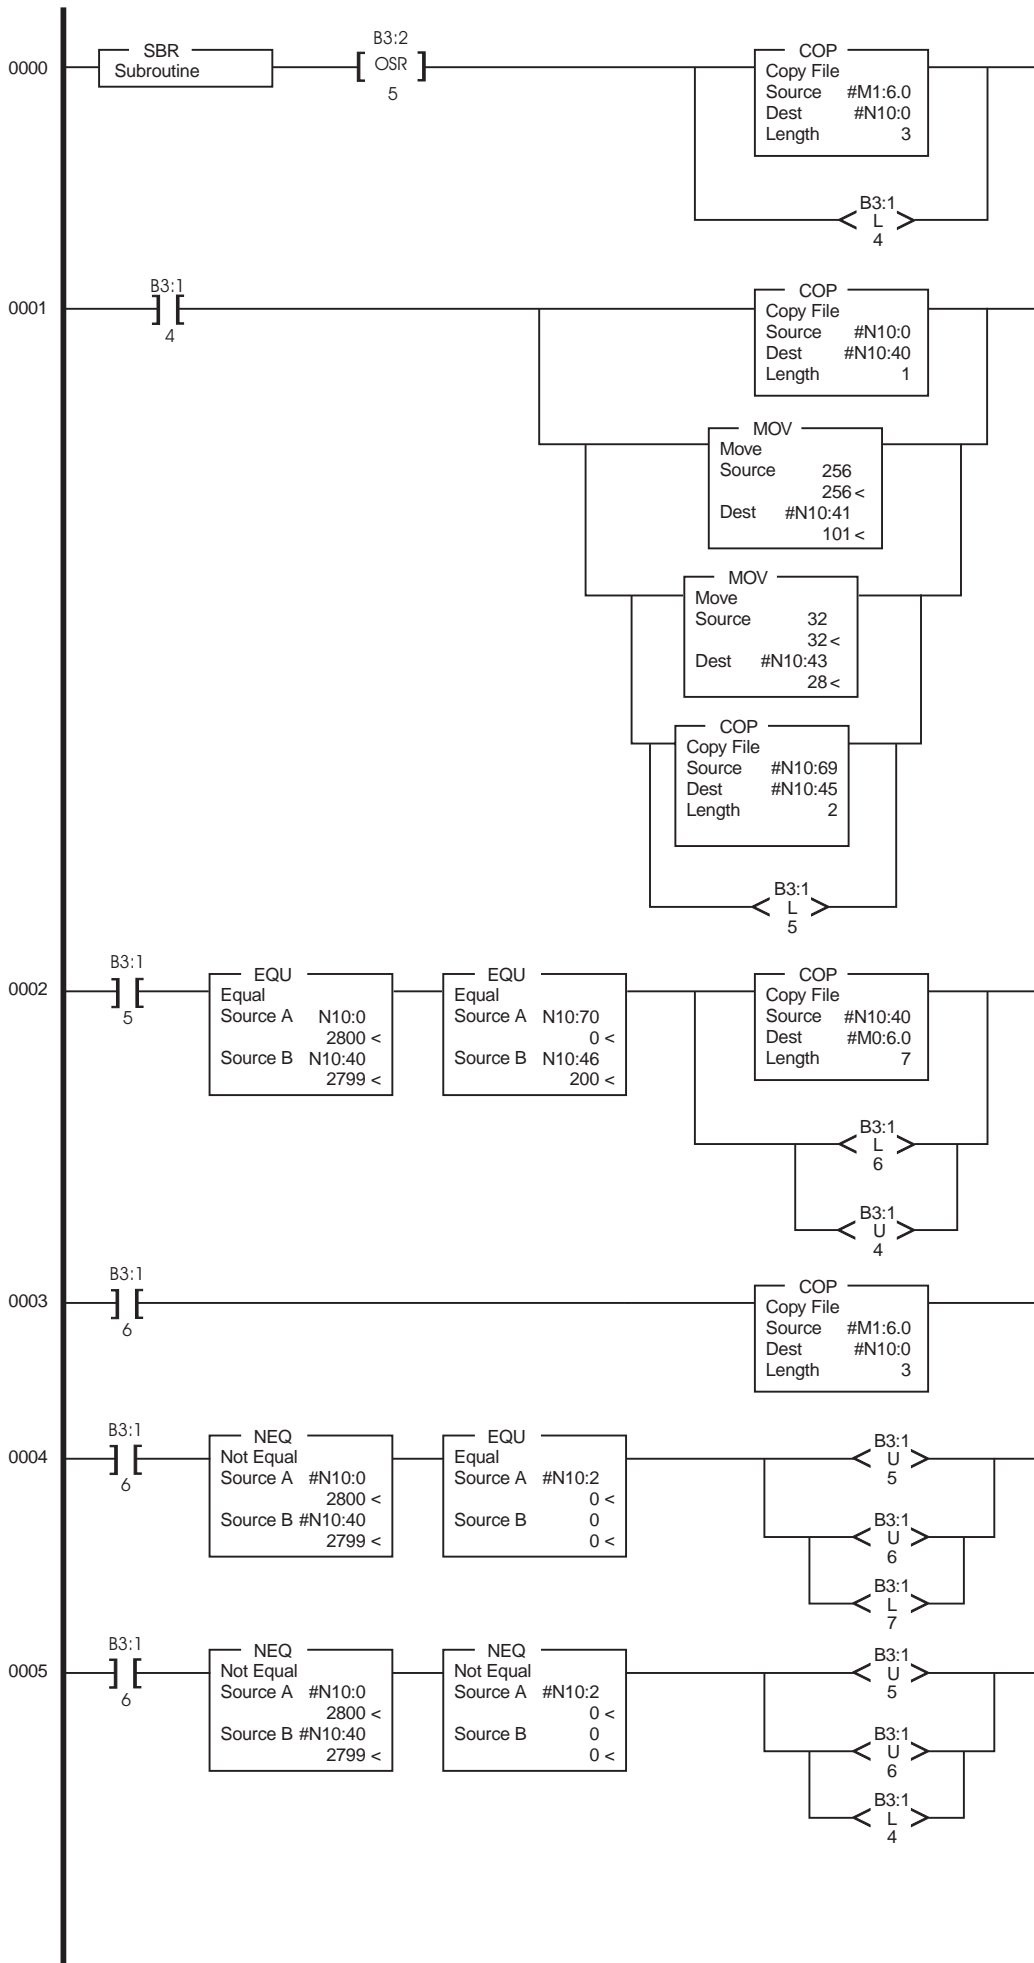 0000
SBR
Subroutine
B3:2
OSR
5
COP
Copy File
Source #M1:6.0
Dest #N10:0
Length 3
B3:1
L
4
0001
B3:1
4
COP
Copy File
Source #N10:0
Dest #N10:40
Length 1
MOV
Move
Source 256
256 <
Dest #N10:41
101 <
MOV
Move
Source 32
32 <
Dest #N10:43
28 <
COP
Copy File
Source #N10:69
Dest #N10:45
Length 2
B3:1
L
5
0002
B3:1
5
EQU
Equal
Source A N10:0
2800 <
Source B N10:40
2799 <
EQU
Equal
Source A N10:70
0 <
Source B N10:46
200 <
COP
Copy File
Source #N10:40
Dest #M0:6.0
Length 7
B3:1
L
6
B3:1
U
4
0003
B3:1
6
COP
Copy File
Source #M1:6.0
Dest #N10:0
Length 3
0004
B3:1
6
NEQ
Not Equal
Source A #N10:0
2800 <
Source B #N10:40
2799 <
EQU
Equal
Source A #N10:2
0 <
Source B 0
0 <
B3:1
U
5
B3:1
U
6
B3:1
L
7
0005
B3:1
6
NEQ
Not Equal
Source A #N10:0
2800 <
Source B #N10:40
2799 <
NEQ
Not Equal
Source A #N10:2
0 <
Source B 0
0 <
B3:1
U
5
B3:1
U
6
B3:1
L
4